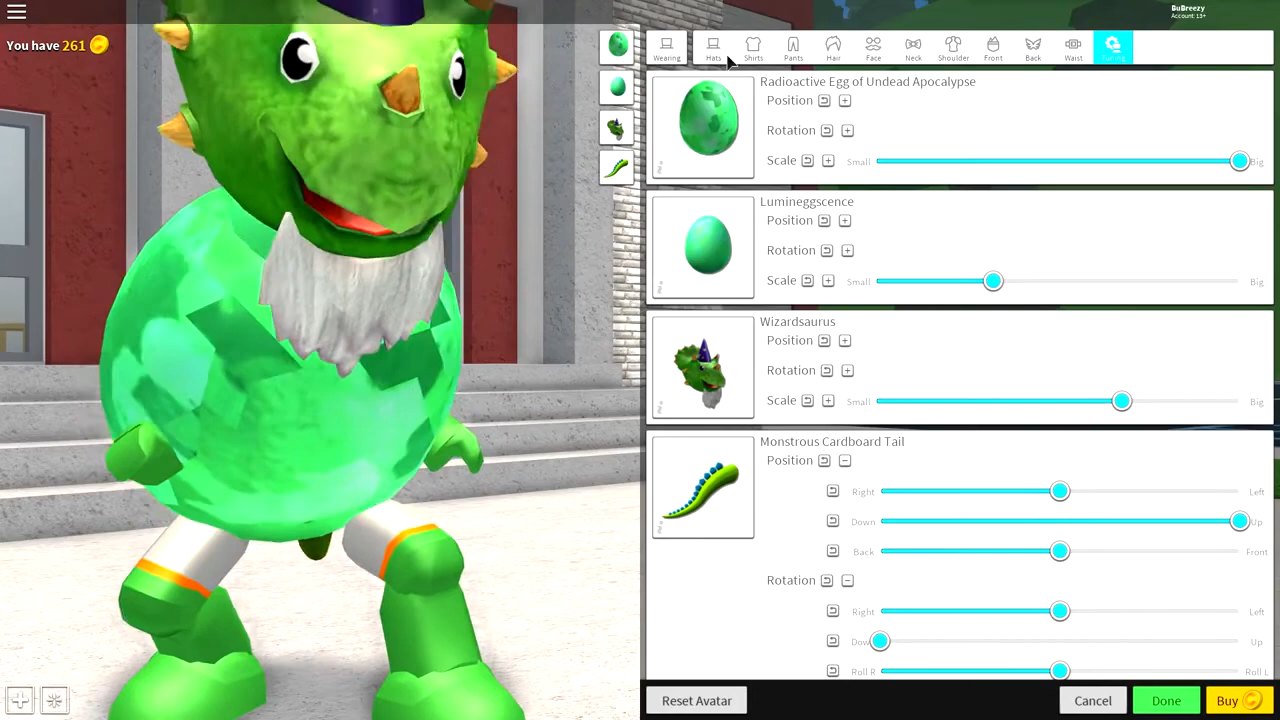 BuBreezy
Account: 13+
You have 261
Wearing
Hats
Shirts
Pants
Hair
Face
Neck
Shoulder
Front
Back
Waist
Radioactive Egg of Undead Apocalypse
Position
Rotation
Scale
Small
Big
Lumineggscence
Position
Rotation
Scale
Small
Big
Wizardsaurus
Position
Rotation
Scale
Small
Big
Monstrous Cardboard Tail
Position
Right
Left
Down
Up
Back
Front
Rotation
Right
Left
Up
Roll R
Roll L
Reset Avatar
Cancel
Done
Buy